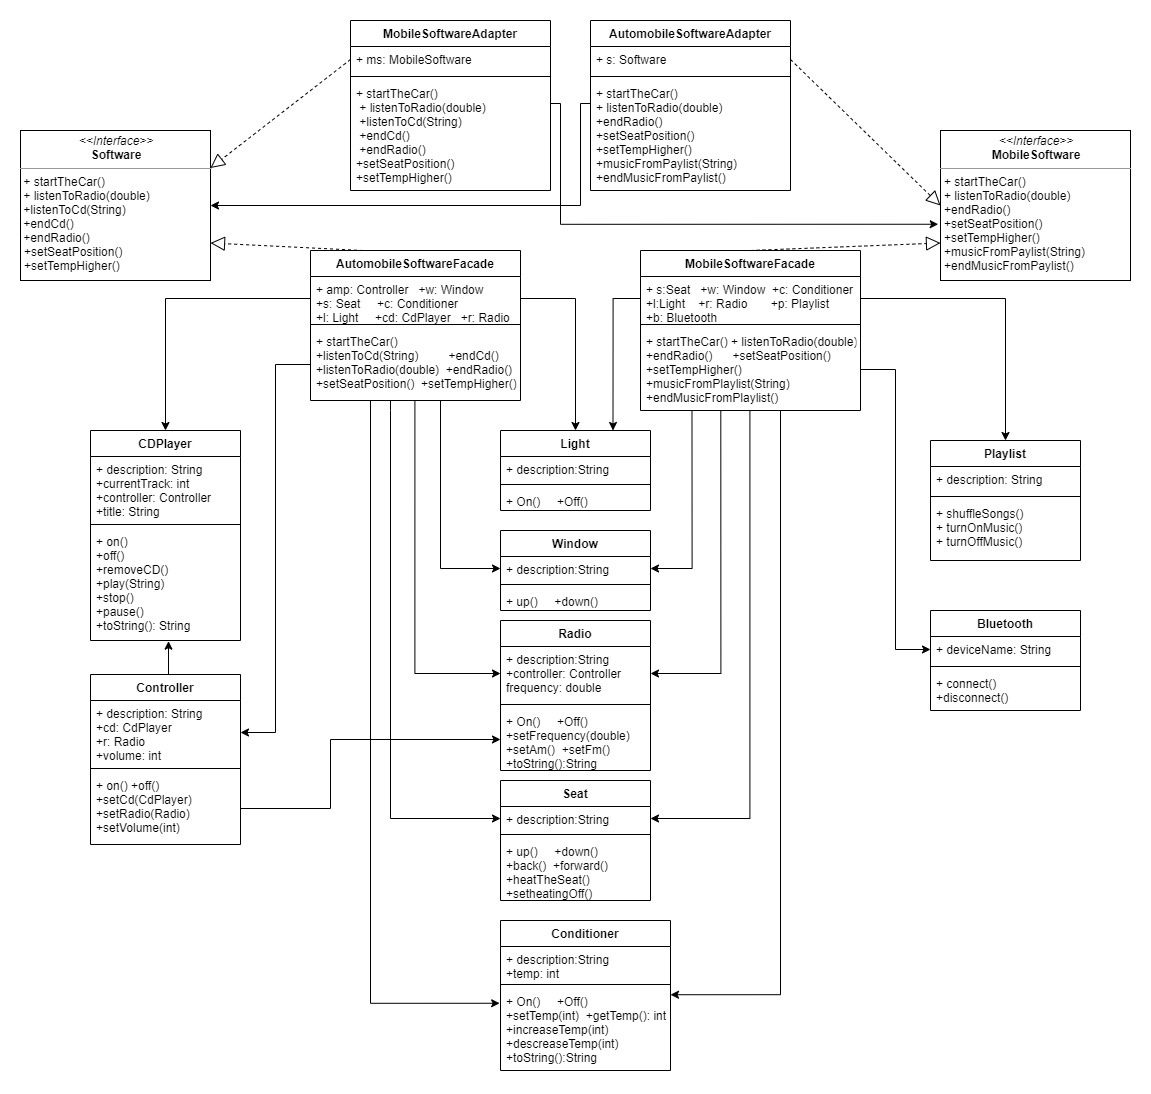 MobileSoftwareAdapter
+ ms: MobileSoftware
+ startTheCar()
+ listenToRadio(double)
+listenToCd(String)
+endCd()
+endRadio()
+setSeatPosition()
+setTempHigher()
AutomobileSoftwareAdapter
+ s: Software
+ startTheCar()
+ listenToRadio(double)
+endRadio()
+setSeatPosition()
+setTempHigher()
+musicFromPaylist(String)
+endMusicFromPaylist()
<<Interface>>
Software
+ startTheCar()
+ listenToRadio(double)
+listenToCd(String)
+endCd()
+endRadio()
+setSeatPosition()
+setTempHigher()
<<Interface>>
MobileSoftware
+ startTheCar()
+ listenToRadio(double)
+endRadio()
+setSeatPosition()
+setTempHigher()
+musicFromPaylist(String)
+endMusicFromPaylist()
AutomobileSoftwareFacade
+ amp: Controller +w: Window
+s: Seat +c: Conditioner
+l: Light +cd: CdPlayer +r: Radio
+ startTheCar()
+listenToCd(String) +endCd()
+listenToRadio(double) +endRadio()
+setSeatPosition() +setTempHigher()
MobileSoftwareFacade
+ s:Seat +w: Window +c: Conditioner
+l:Light +r: Radio +p: Playlist
+b: Bluetooth
+ startTheCar() + listenToRadio(double)
+endRadio() +setSeatPosition()
+setTempHigher()
+musicFromPlaylist(String)
+endMusicFromPlaylist()
CDPlayer
+ description: String
+currentTrack: int
+controller: Controller
+title: String
+ on()
+off()
+removeCD()
+play(String)
+stop()
+pause()
+toString(): String
Light
+ description:String
+ On() +Off()
Playlist
+ description: String
+ shuffleSongs()
+ turnOnMusic()
+ turnOffMusic()
Window
+ description:String
+ up() +down()
Radio
+ description:String
+controller: Controller
frequency: double
+ On() +Off()
+setFrequency(double)
+setAm() +setFm()
+toString():String
Bluetooth
+ deviceName: String
+ connect()
+disconnect()
Controller
+ description: String
+cd: CdPlayer
+r: Radio
+volume: int
+ on() +off()
+setCd(CdPlayer)
+setRadio(Radio)
+setVolume(int)
Seat
+ description:String
+ up() +down()
+back() +forward()
+heatTheSeat()
+setheatingOff()
Conditioner
+ description:String
+temp: int
+ On() +Off()
+setTemp(int) +getTemp(): int
+increaseTemp(int)
+descreaseTemp(int)
+toString():String